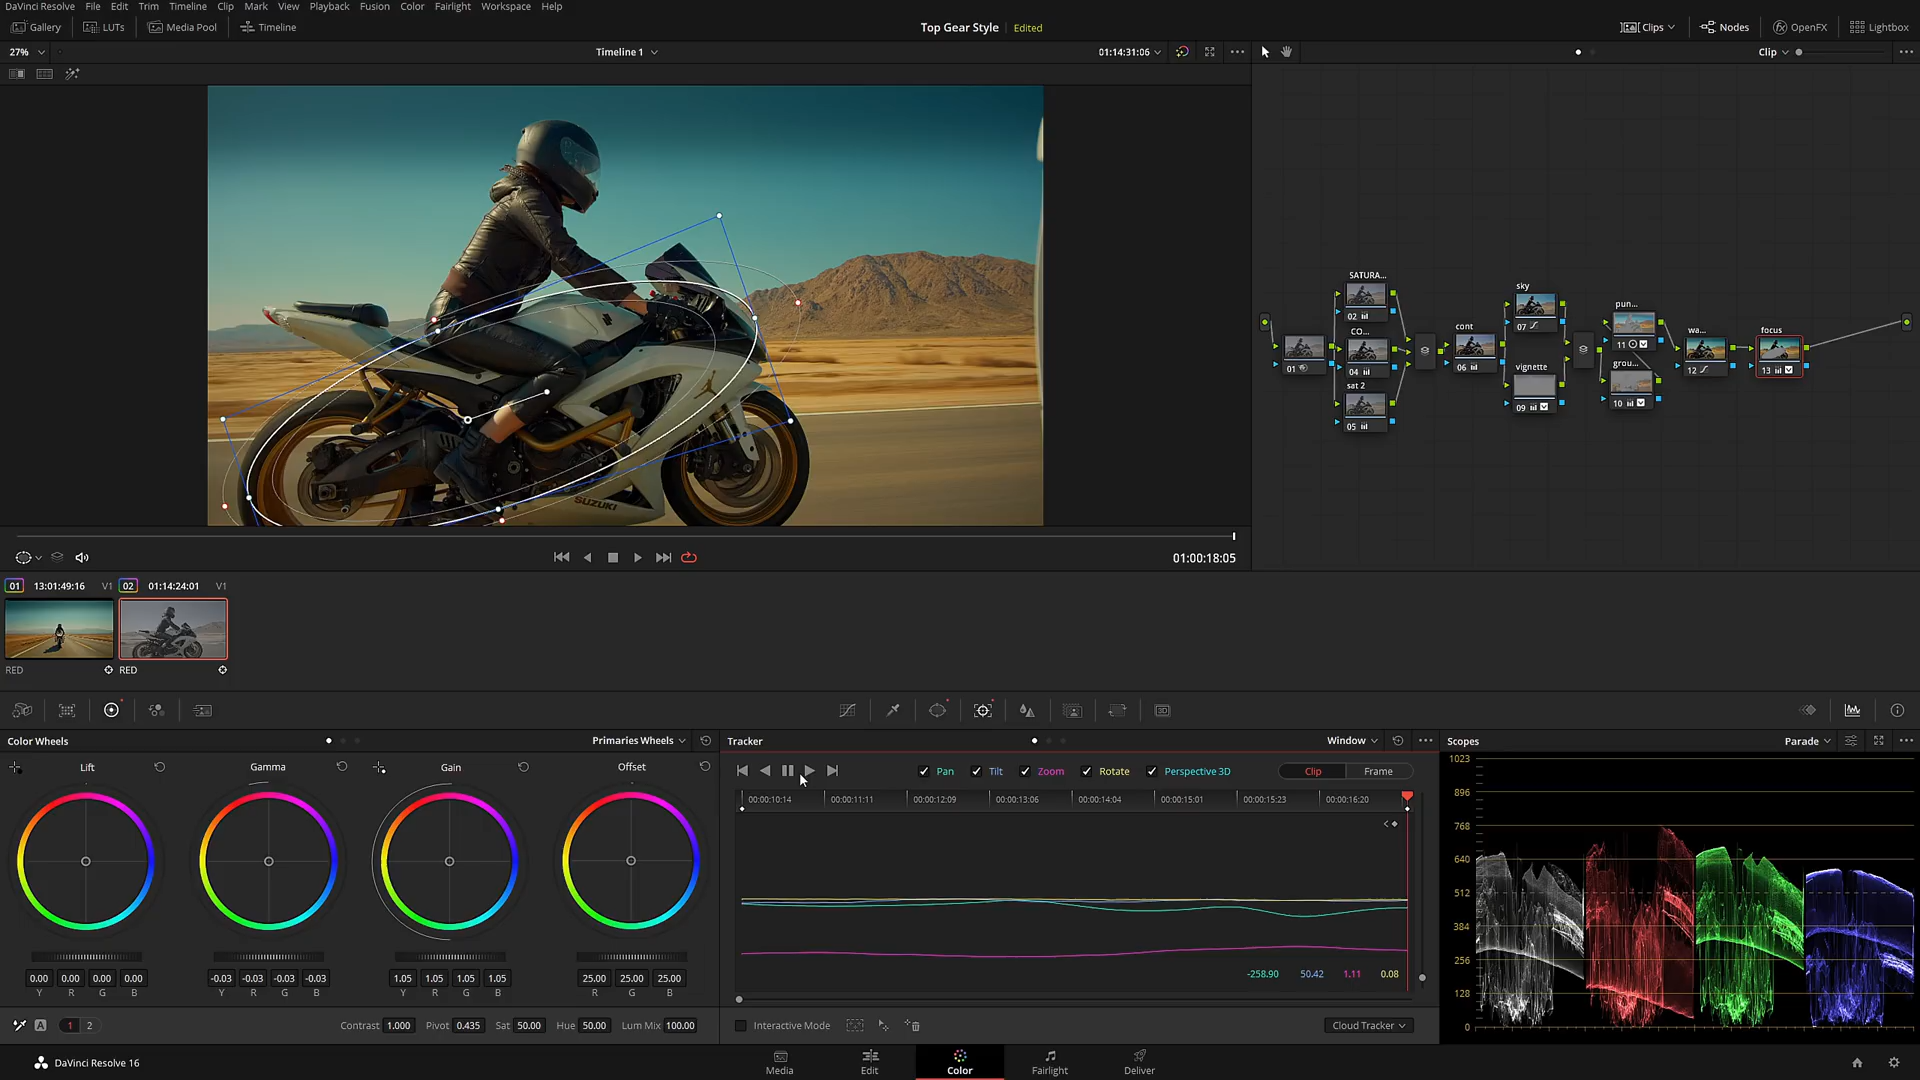 DaVinci Resolve File Edit Trim Timeline Clip Mark View Playback Fusion Color Fairlight Workspace Help
Gallery LUTs Media Pool Timeline Top Gear Style Edited Clips Nodes OpenFX Lightbox
27% Timeline 1 01:14:31:06 Clip
SUZUKI
SATURA...
02
CO...
04
sat 2
05
01
cont
06
sky
07
vignette
09
pun...
11
grou...
10
wa...
12
focus
13
01:00:18:05
01 13:01:49:16 V1 02 01:14:24:01 V1
RED RED
Color Wheels Primaries Wheels
Lift Gamma Gain Offset
0.00 0.00 0.00 0.00 -0.03 -0.03 -0.03 -0.03 1.05 1.05 1.05 1.05 25.00 25.00 25.00
Y R G B Y R G B Y R G B R G B
A 1 2 Contrast 1.000 Pivot 0.435 Sat 50.00 Hue 50.00 Lum Mix 100.00
Tracker Window
Pan Tilt Zoom Rotate Perspective 3D Clip Frame
00:00:10:14 00:00:11:11 00:00:12:09 00:00:13:06 00:00:14:04 00:00:15:01 00:00:15:23 00:00:16:20
-258.90 50.42 1.11 0.08
Interactive Mode Cloud Tracker
Scopes Parade
1023
896
768
640
512
384
256
128
0
DaVinci Resolve 16 Media Edit Color Fairlight Deliver